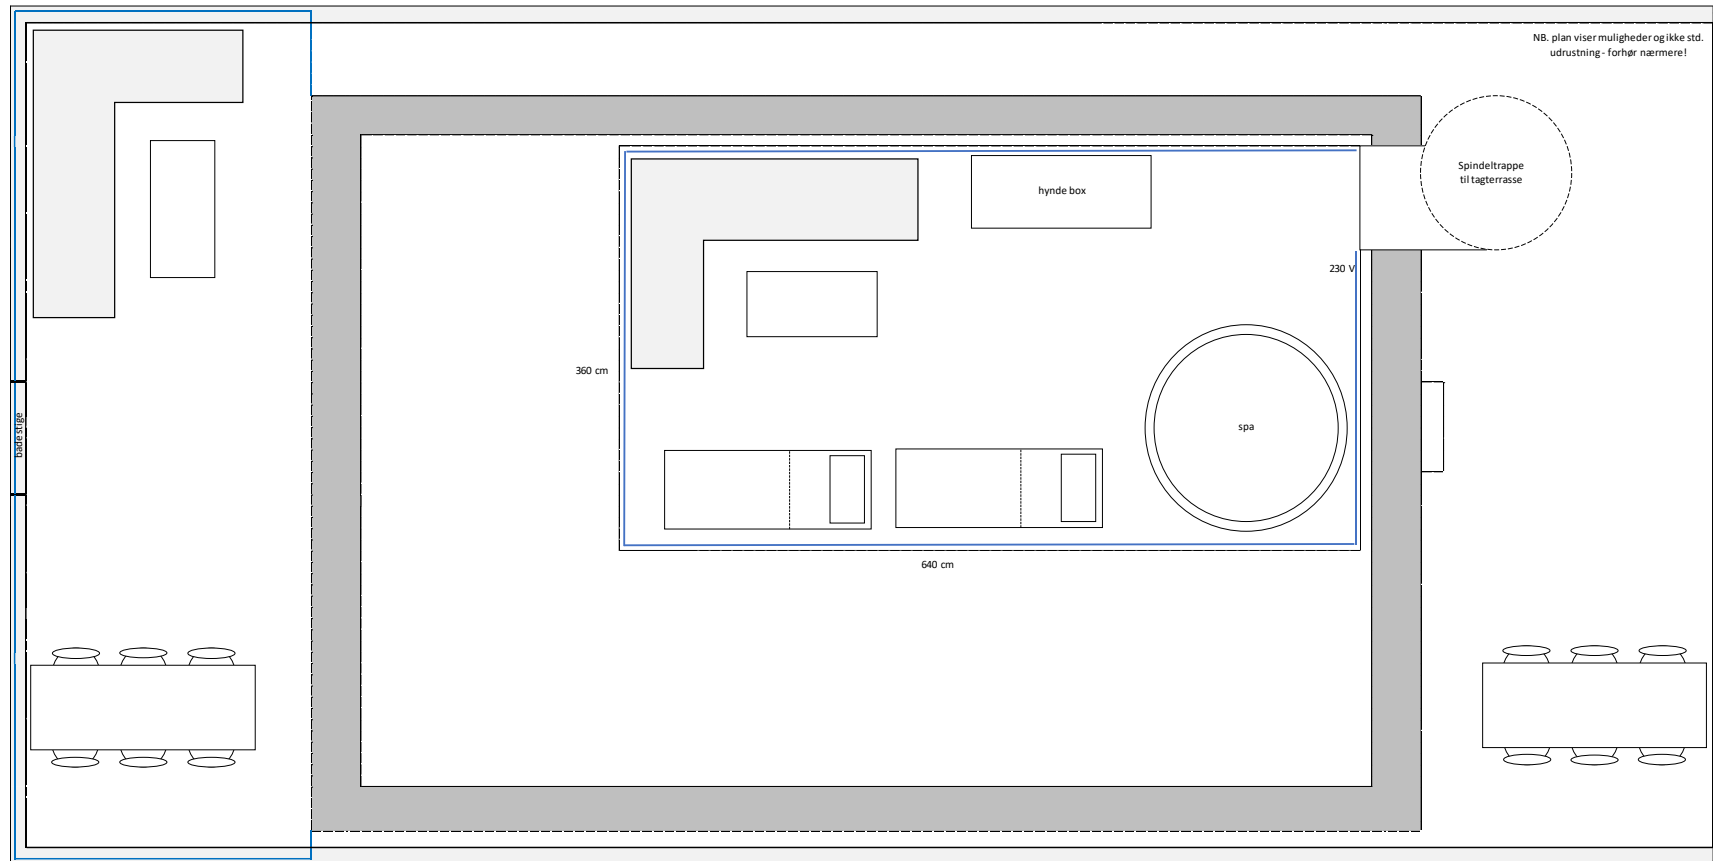 NB. plan viser muligheder og ikke std.
udrustning - forhør nærmere!
Spindeltrappe
til tagterrasse
hynde box
230 V
360 cm
bade stige
spa
640 cm